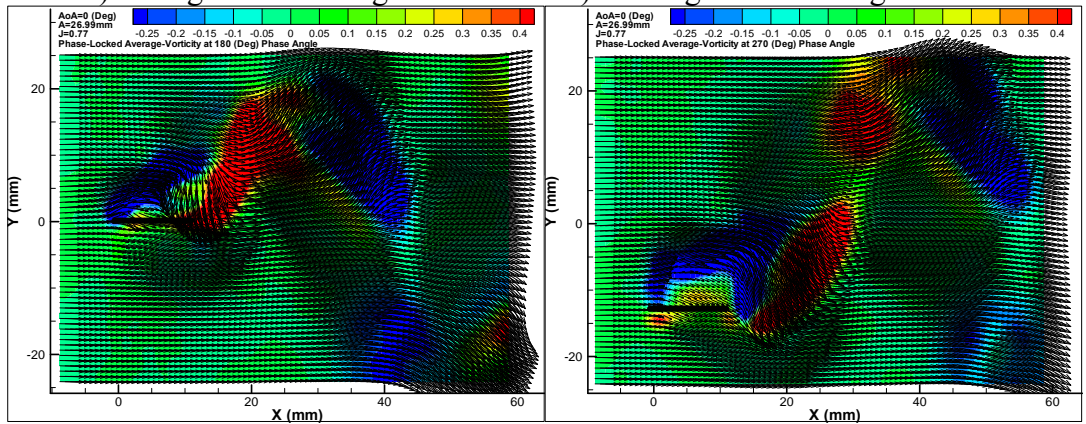 AoA=0 (Deg)
A=26.99mm
J=0.77
-0.25 -0.2 -0.15 -0.1 -0.05 0 0.05 0.1 0.15 0.2 0.25 0.3 0.35 0.4
Phase-Locked Average-Vorticity at 180 (Deg) Phase Angle
20
0
-20
Y (mm)
0 20 40 60
X (mm)
AoA=0 (Deg)
A=26.99mm
J=0.77
-0.25 -0.2 -0.15 -0.1 -0.05 0 0.05 0.1 0.15 0.2 0.25 0.3 0.35 0.4
Phase-Locked Average-Vorticity at 270 (Deg) Phase Angle
20
0
-20
Y (mm)
0 20 40 60
X (mm)